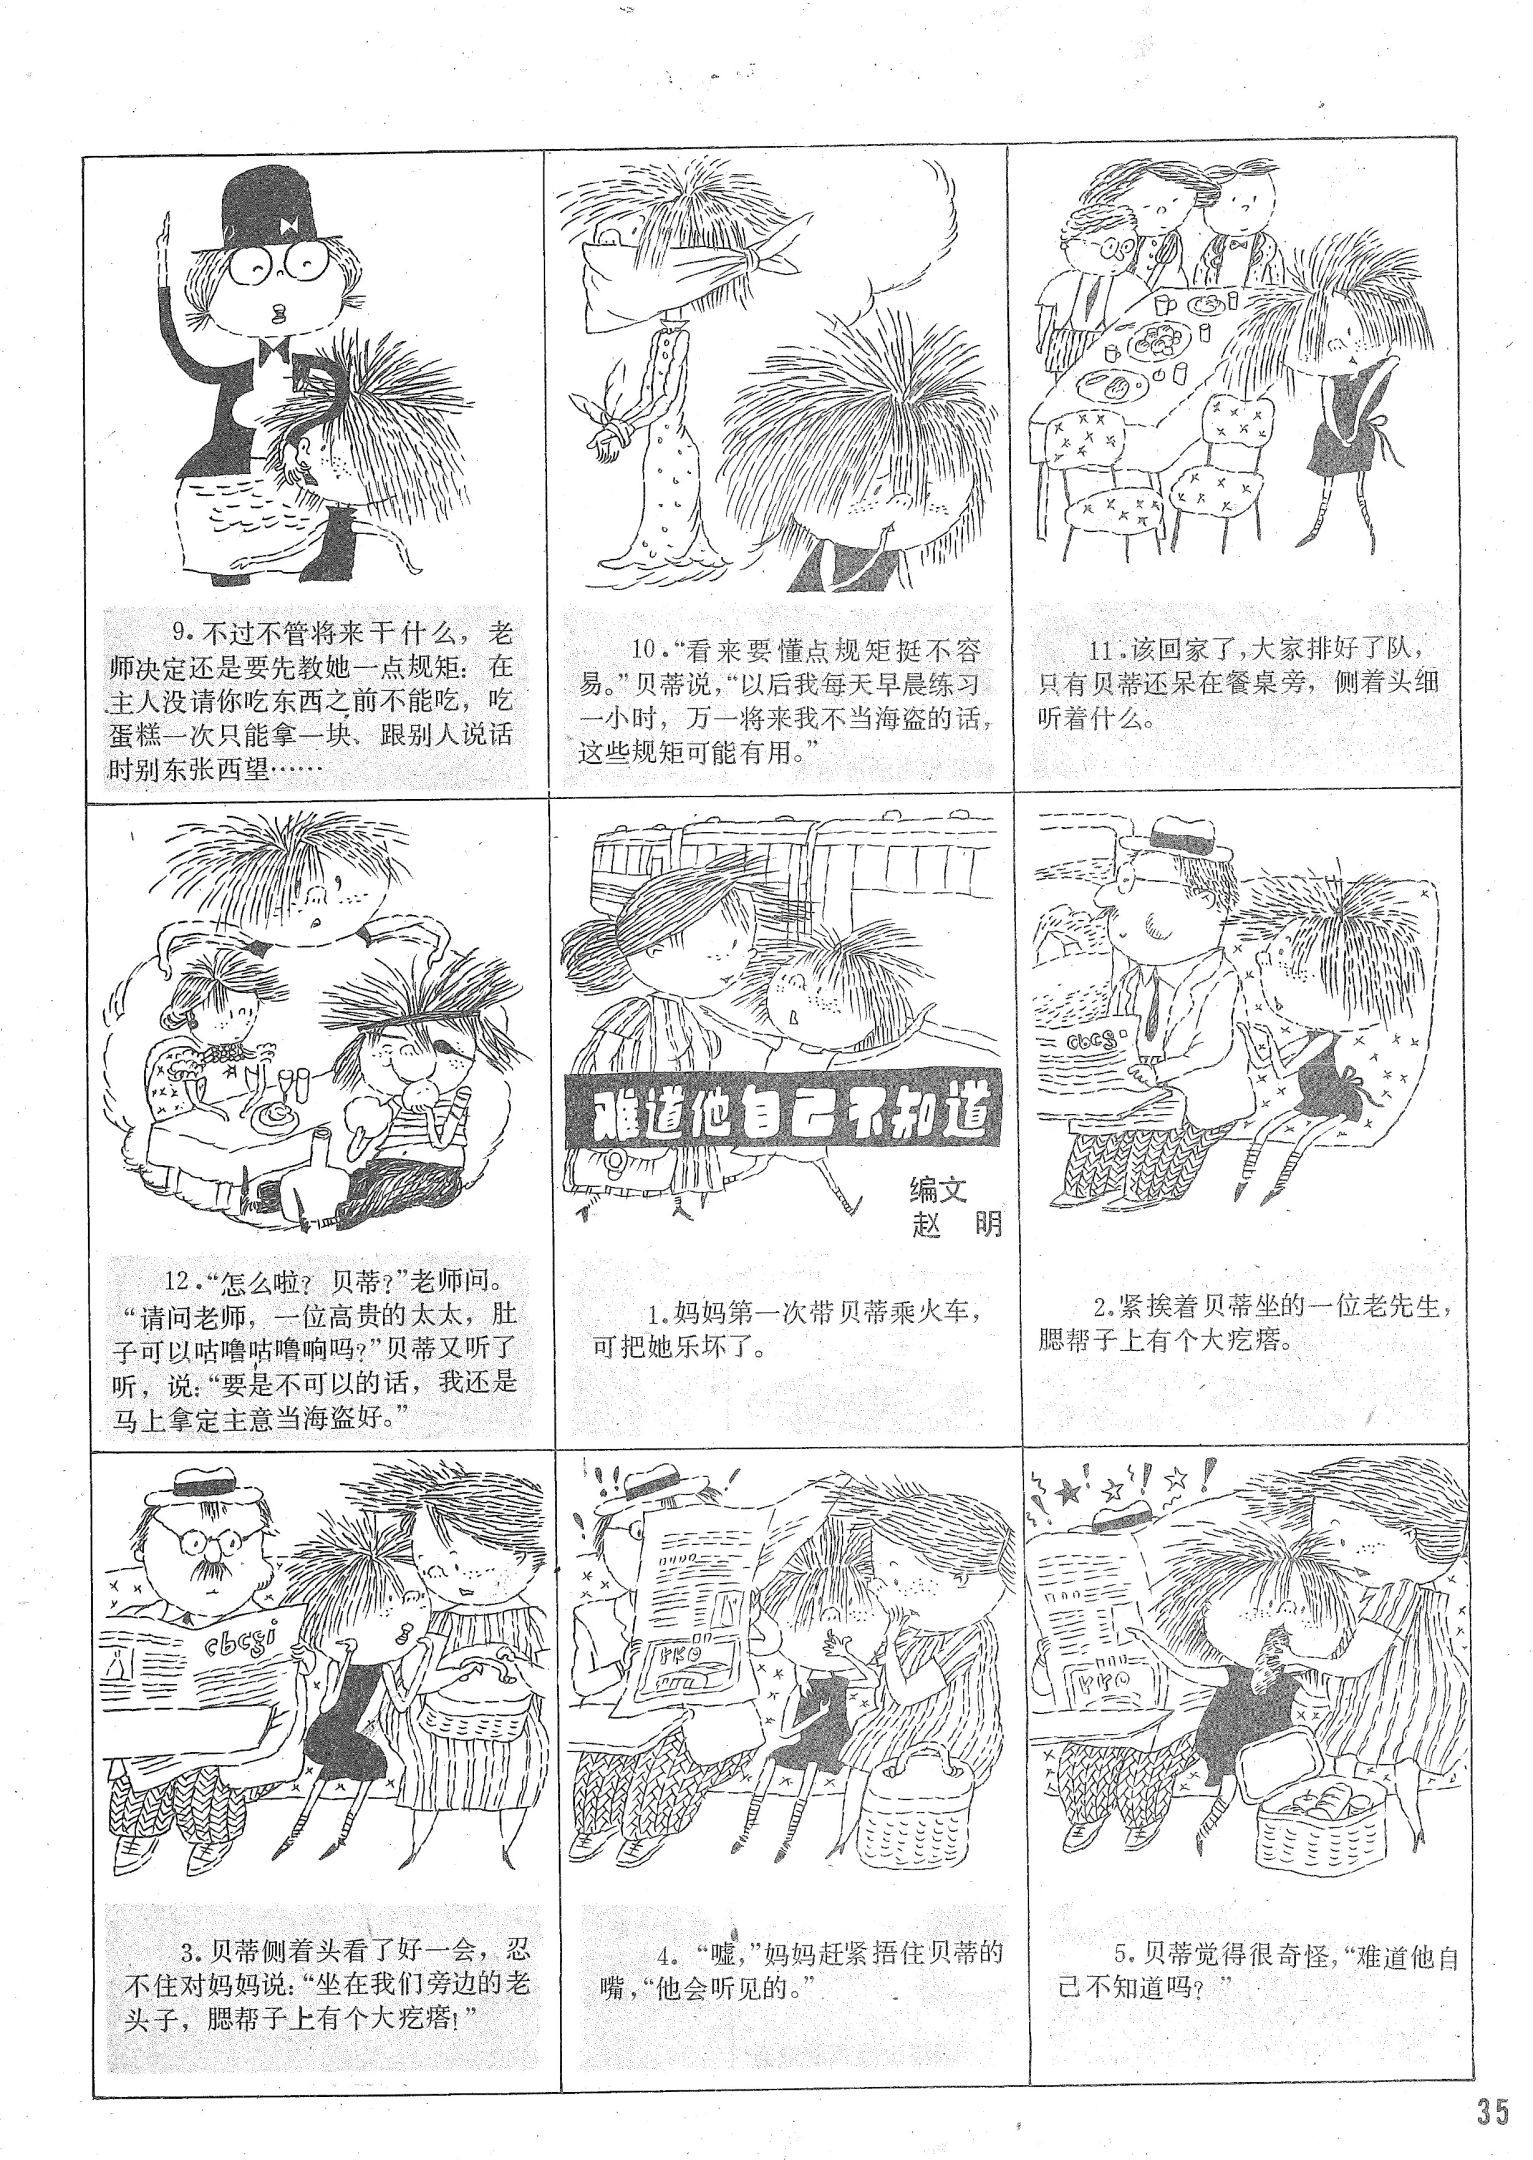 9.不过不管将来干什么，老
师决定还是要先教她一点规矩：在
主人没请你吃东西之前不能吃，吃
蛋糕一次只能拿一块、跟别人说话
时别东张西望……
10.“看来要懂点规矩挺不容
易。”贝蒂说，“以后我每天早晨练习
一小时，万一将来我不当海盗的话，
这些规矩可能有用。”
11.该回家了，大家排好了队，
只有贝蒂还呆在餐桌旁，侧着头细
听着什么。
12.“怎么啦？贝蒂？”老师问。
“请问老师，一位高贵的太太，肚
子可以咕噜咕噜响吗？”贝蒂又听了
听，说：“要是不可以的话，我还是
马上拿定主意当海盗好。”
难道他自己不知道
编文
赵 明
1.妈妈第一次带贝蒂乘火车，
可把她乐坏了。
cbcgi
2.紧挨着贝蒂坐的一位老先生，
腮帮子上有个大疙瘩。
cbcgi
3.贝蒂侧着头看了好一会，忍
不住对妈妈说：“坐在我们旁边的老
头子，腮帮子上有个大疙瘩！”
4.“嘘，”妈妈赶紧捂住贝蒂的
嘴，“他会听见的。”
5.贝蒂觉得很奇怪，“难道他自
己不知道吗？”
35